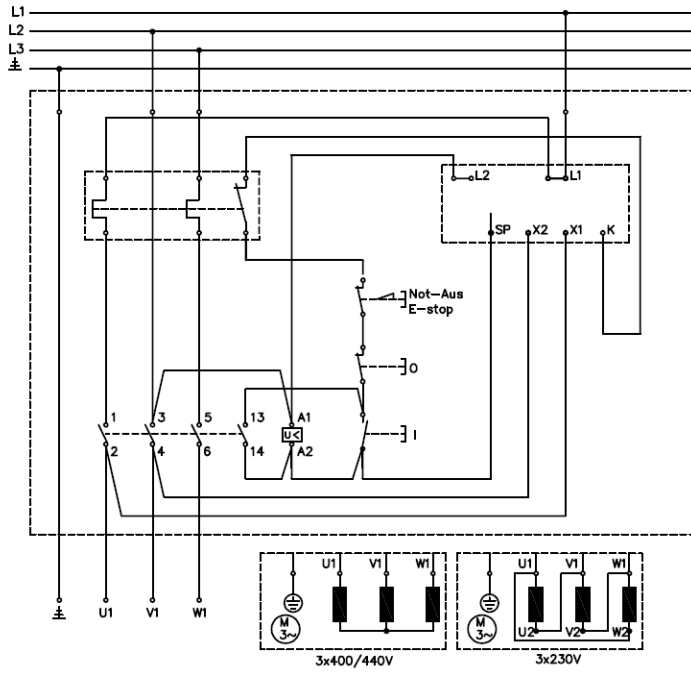 L1
L2
L3
L2 L1
SP X2 X1 K
Not-Aus
E-stop
O
1 3 5 13 A1
U< I
2 4 6 14 A2
U1 V1 W1 U1 V1 W1
M
3~
M
3~
U2 V2 W2
U1 V1 W1
3x400/440V 3x230V